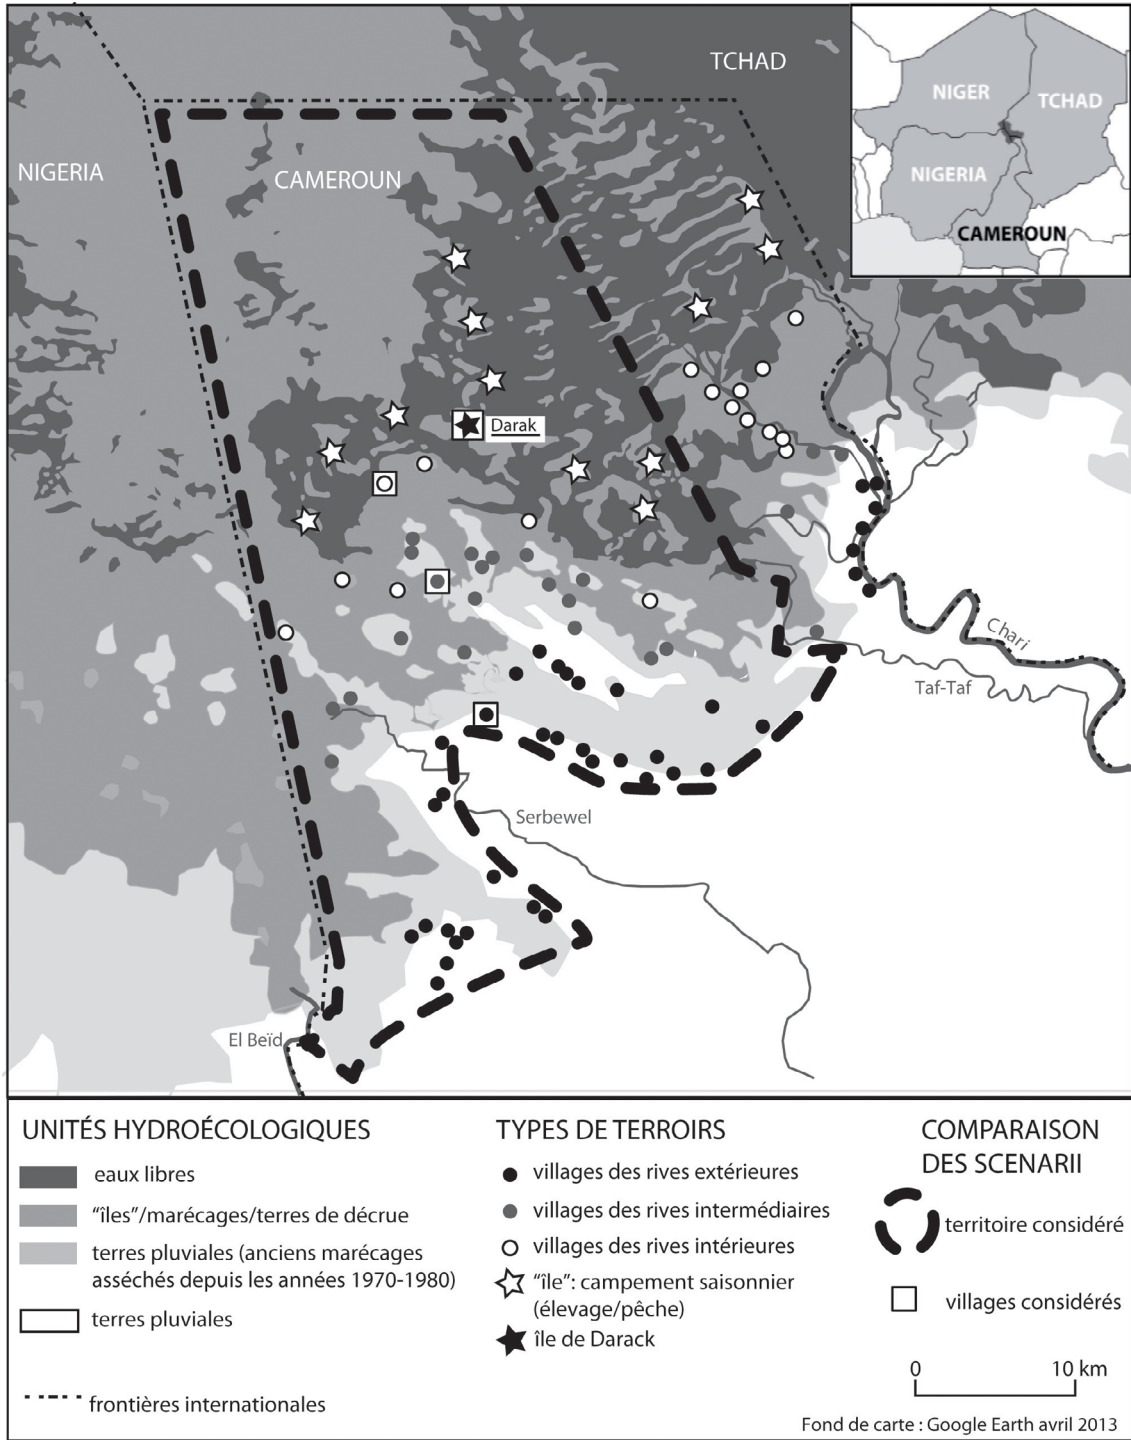 TCHAD
NIGERIA
CAMEROUN
NIGER
TCHAD
NIGERIA
CAMEROUN
Darak
Chari
Taf-Taf
Serbewel
El Beïd
UNITÉS HYDROÉCOLOGIQUES
eaux libres
“îles”/marécages/terres de décrue
terres pluviales (anciens marécages
asséchés depuis les années 1970-1980)
terres pluviales
frontières internationales
TYPES DE TERROIRS
villages des rives extérieures
villages des rives intermédiaires
villages des rives intérieures
“île”: campement saisonnier
(élevage/pêche)
île de Darack
COMPARAISON
DES SCENARII
territoire considéré
villages considérés
0 10 km
Fond de carte : Google Earth avril 2013